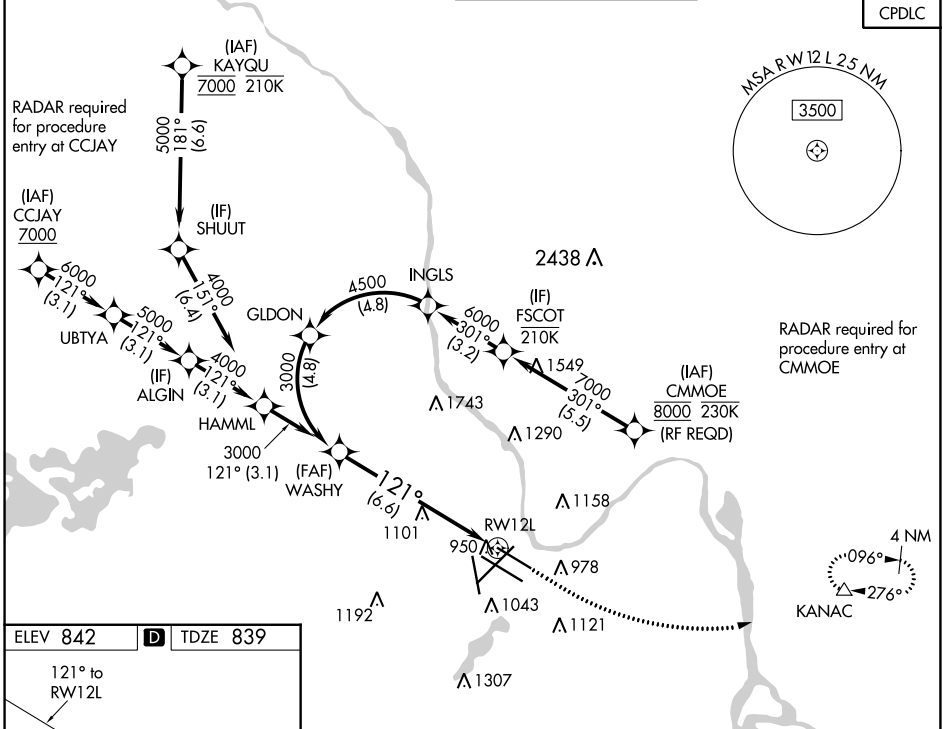 CPDLC
(IAF)
KAYQU
7000 210K
MSA RW 12 L 25 NM
3500
RADAR required
for procedure
entry at CCJAY
5000
181°
(6.6)
(IAF)
CCJAY
7000
(IF)
SHUUT
6000
121°
(3.1)
4000
151°
(6.4)
UBTYA
5000
121°
(3.1)
(IF)
ALGIN
4000
121°
(3.1)
HAMML
3000
121° (3.1)
GLDON
4500
(4.8)
INGLS
3000
(4.8)
2438
(IF)
FSCOT
210K
6000
301°
(3.2)
1549
7000
301°
(5.5)
(IAF)
CMMOE
8000 230K
(RF REQD)
RADAR required for
procedure entry at
CMMOE
1743
1290
(FAF)
WASHY
121°
(6.6)
1101
1158
RW12L
950
978
1043
1121
1192
1307
4 NM
096°
276°
KANAC
ELEV 842 D TDZE 839
121° to
RW12L